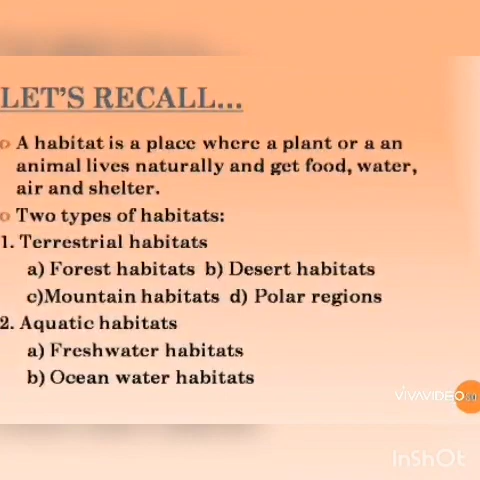 LET'S RECALL...
A habitat is a place where a plant or a an
animal lives naturally and get food, water,
air and shelter.
Two types of habitats:
1. Terrestrial habitats
a) Forest habitats b) Desert habitats
c)Mountain habitats d) Polar regions
2. Aquatic habitats
a) Freshwater habitats
b) Ocean water habitats
VIVAVIDEO
InShOt